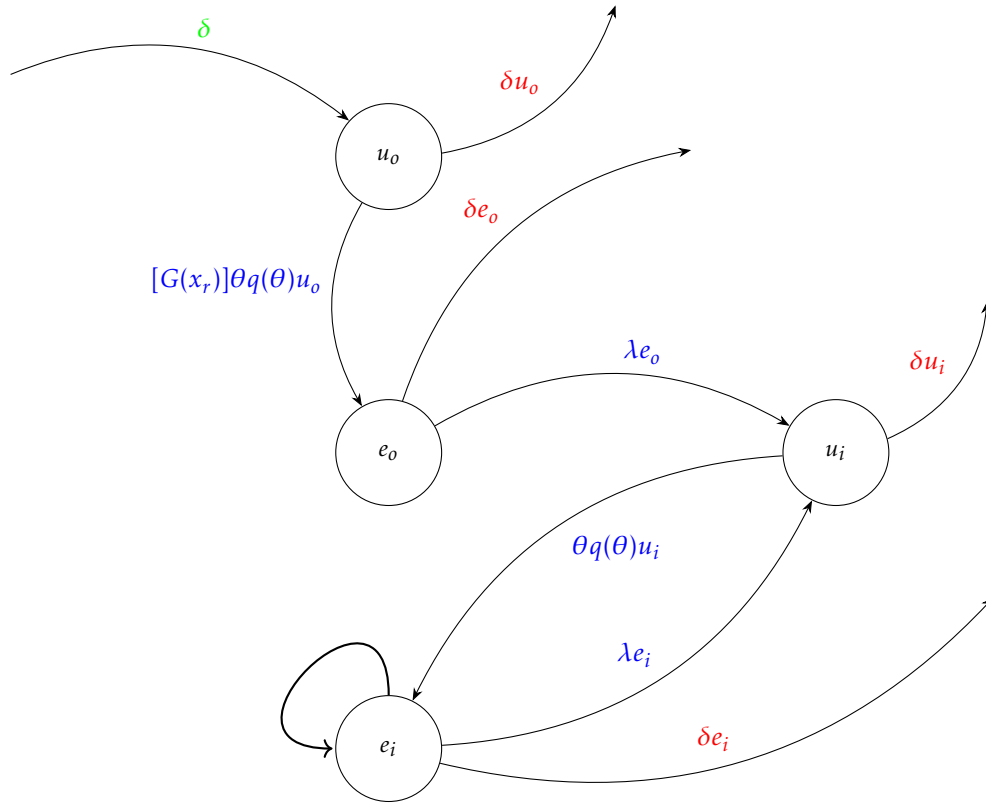 δ
δu_o
u_o
δe_o
[G(x_r)]θq(θ)u_o
λe_o
δu_i
e_o
u_i
θq(θ)u_i
λe_i
δe_i
e_i